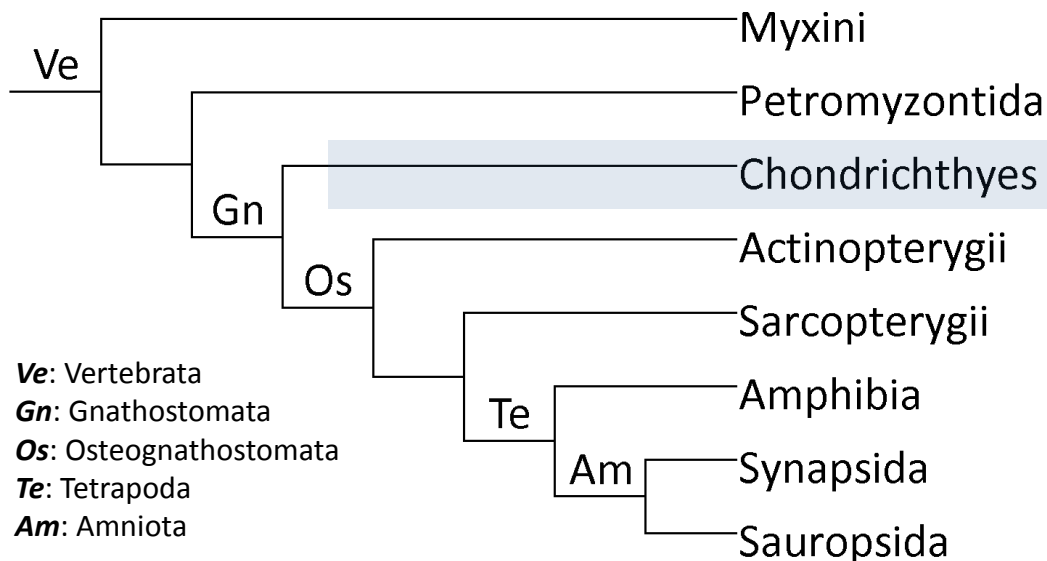 Myxini
Ve
Petromyzontida
Chondrichthyes
Gn
Actinopterygii
Os
Sarcopterygii
Ve: Vertebrata
Gn: Gnathostomata
Os: Osteognathostomata
Te: Tetrapoda
Am: Amniota
Te
Amphibia
Am
Synapsida
Sauropsida